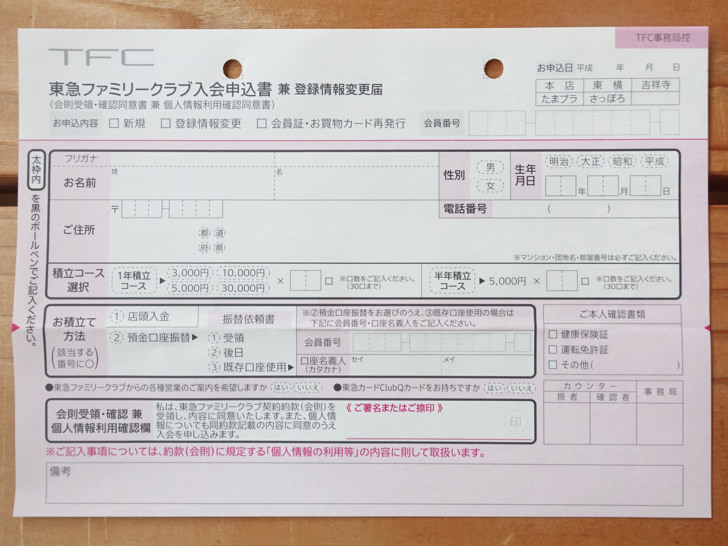 TFC事務局控
TFC
お申込日 平成 年 月 日
東急ファミリークラブ入会申込書 兼 登録情報変更届
(会則受領・確認同意書 兼 個人情報利用確認同意書)
本店 東横 吉祥寺
たまプラ さっぽろ
お申込内容 □ 新規 □ 登録情報変更 □ 会員証・お買物カード再発行 会員番号
太枠内を黒のボールペンでご記入ください。
フリガナ
お名前 姓 名
性別 男 女
生年月日 明治 大正 昭和 平成
年 月 日
電話番号 ( )
ご住所 〒
都 道
府 県
※マンション・団地名・部屋番号は必ずご記入ください。
積立コース選択
1年積立コース ▶ 3,000円 10,000円 5,000円 30,000円 × 口 ※口数をご記入ください。(30口まで)
半年積立コース ▶ 5,000円 × 口 ※口数をご記入ください。(30口まで)
お積立て方法
(該当する番号に○)
① 店頭入金
② 預金口座振替▶
振替依頼書
① 受領
② 後日
③ 既存口座使用▶
※②預金口座振替をお選びのうえ、③既存口座使用の場合は
下記に会員番号・口座名義人をご記入ください。
会員番号
口座名義人(カタカナ) セイ メイ
ご本人確認書類
□ 健康保険証
□ 運転免許証
□ その他( )
●東急ファミリークラブからの各種営業のご案内を希望しますか はい いいえ
●東急カードClubQカードをお持ちですか はい いいえ
カウンター 事務局
扱者 確認者
会則受領・確認 兼
個人情報利用確認欄
私は、東急ファミリークラブ契約約款(会則)を
受領し、内容に同意いたします。また、個人情
報についても同約款記載の内容に同意のうえ
入会を申し込みます。
《 ご署名またはご捺印 》
印
※ご記入事項については、約款(会則)に規定する「個人情報の利用等」の内容に則して取扱います。
備考